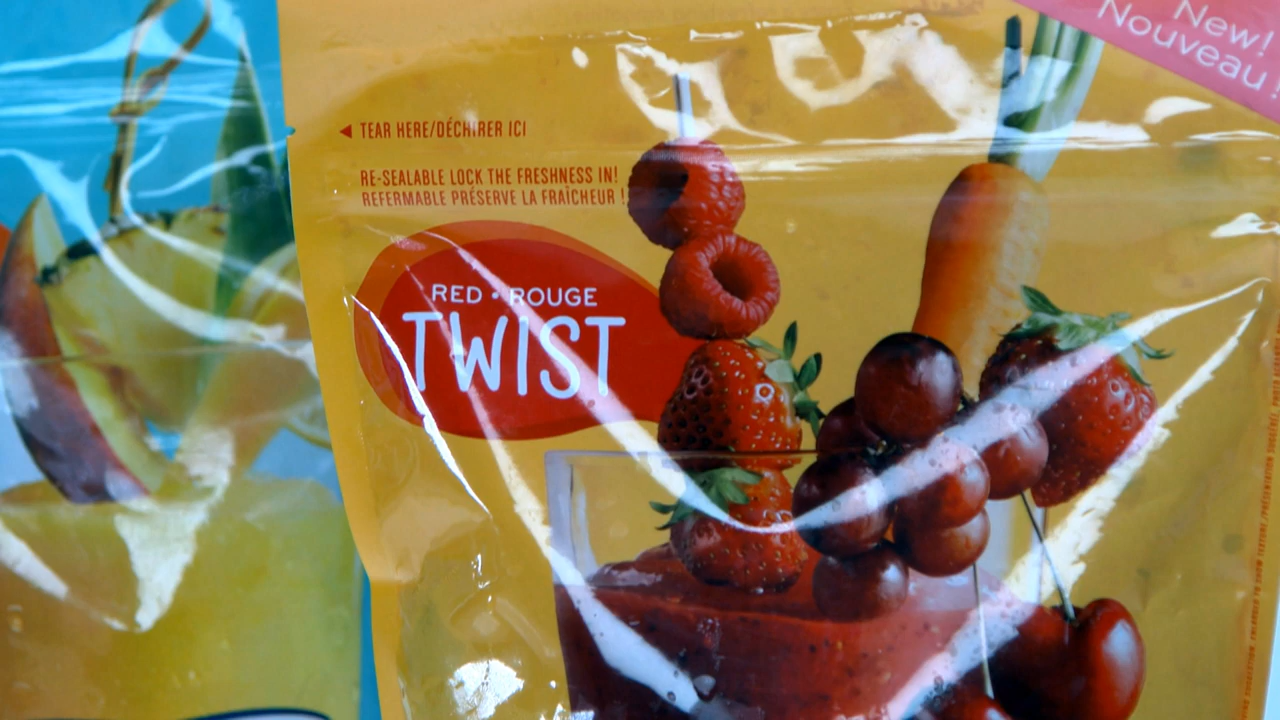 New!
Nouveau!
TEAR HERE/DÉCHIRER ICI
RE-SEALABLE LOCK THE FRESHNESS IN!
REFERMABLE PRÉSERVE LA FRAÎCHEUR !
RED • ROUGE
TWIST